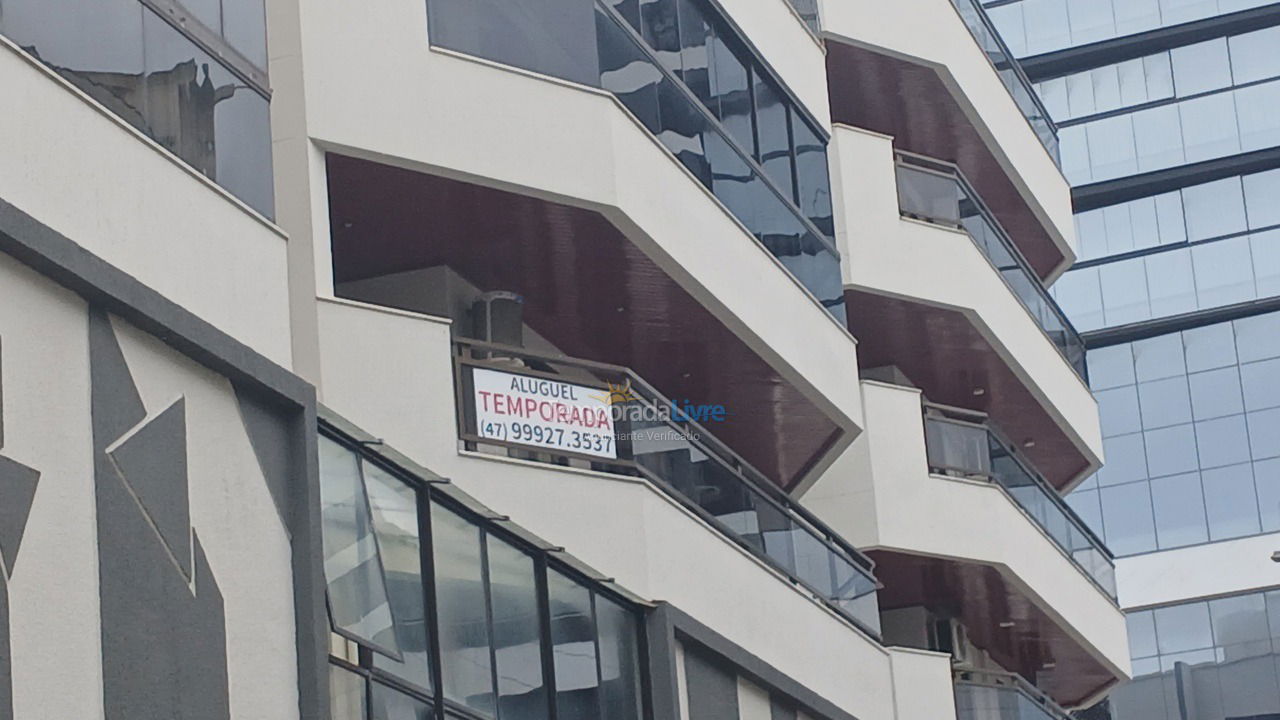 ALUGUEL
TEMPORADA
(47) 99927.3537
TemporadaLivre
Anunciante Verificado